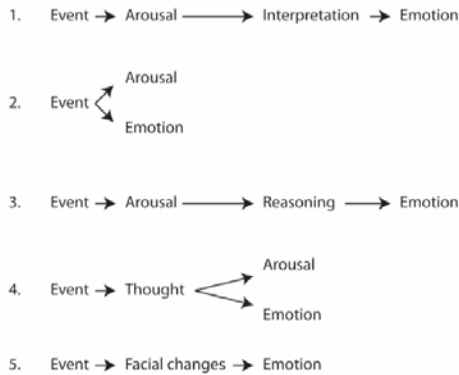 1. Event → Arousal → Interpretation → Emotion
Arousal
2. Event
Emotion
3. Event → Arousal → Reasoning → Emotion
Arousal
4. Event → Thought
Emotion
5. Event → Facial changes → Emotion